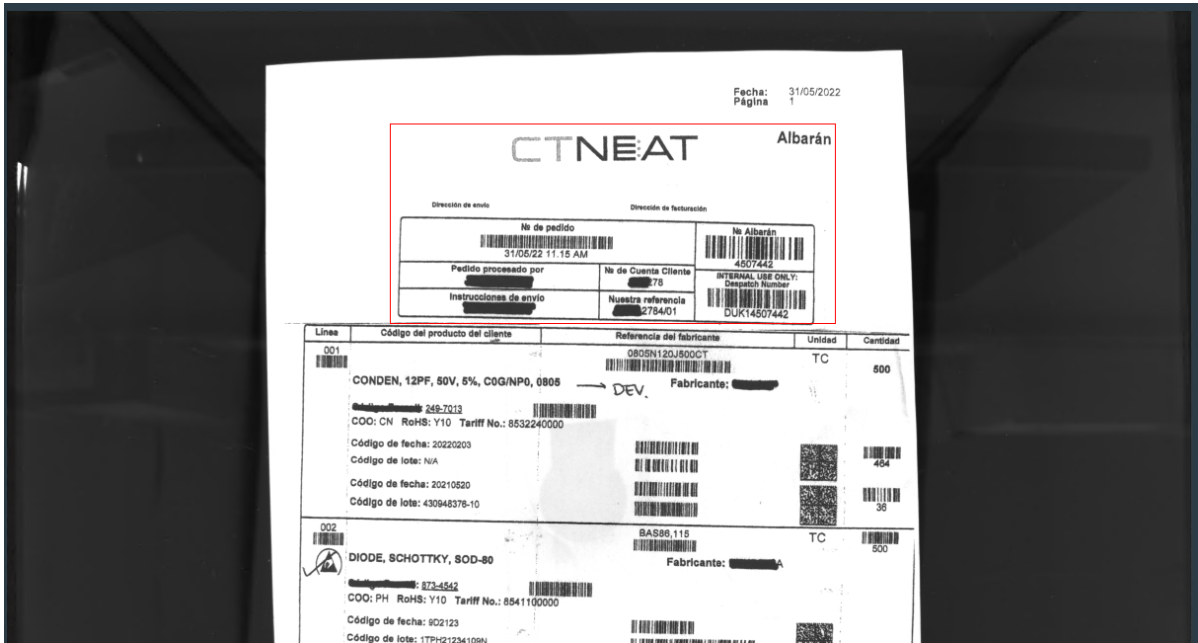 Fecha: 31/05/2022
Página 1
CTNEAT
Albarán
Dirección de envío Dirección de facturación
Nº de pedido
31/05/22 11.15 AM
Nº Albarán
4507442
Pedido procesado por
Nº de Cuenta Cliente
278
INTERNAL USE ONLY:
Despatch Number
DUK14507442
Instrucciones de envío
Nuestra referencia
2784/01
Línea Código del producto del cliente Referencia del fabricante Unidad Cantidad
001 0805N120J500CT TC 500
CONDEN, 12PF, 50V, 5%, C0G/NP0, 0805 → DEV. Fabricante:
: 249-7013
COO: CN RoHS: Y10 Tariff No.: 8532240000
Código de fecha: 20220203
Código de lote: N/A
464
Código de fecha: 20210520
Código de lote: 430948376-10
36
002 BAS86,115 TC 500
DIODE, SCHOTTKY, SOD-80 Fabricante: A
: 873-4542
COO: PH RoHS: Y10 Tariff No.: 8541100000
Código de fecha: 9D2123
Código de lote: 1TPH21234109N